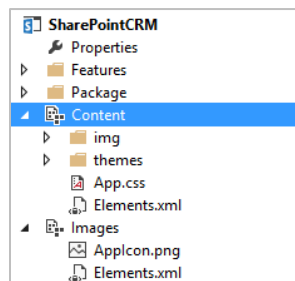 SharePointCRM
Properties
Features
Package
Content
img
themes
App.css
Elements.xml
Images
AppIcon.png
Elements.xml